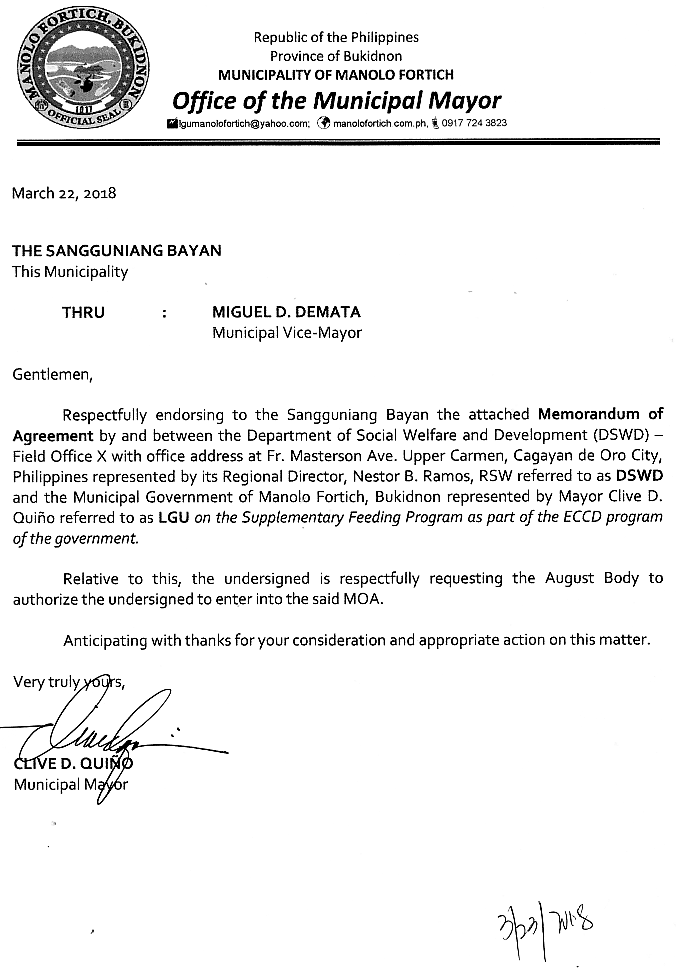 MANOLO FORTICH, BUKIDNON
1917
OFFICIAL SEAL
Republic of the Philippines
Province of Bukidnon
MUNICIPALITY OF MANOLO FORTICH
Office of the Municipal Mayor
lgumanolofortich@yahoo.com; manolofortich.com.ph, 0917 724 3823
March 22, 2018
THE SANGGUNIANG BAYAN
This Municipality
THRU : MIGUEL D. DEMATA
Municipal Vice-Mayor
Gentlemen,
Respectfully endorsing to the Sangguniang Bayan the attached Memorandum of
Agreement by and between the Department of Social Welfare and Development (DSWD) –
Field Office X with office address at Fr. Masterson Ave. Upper Carmen, Cagayan de Oro City,
Philippines represented by its Regional Director, Nestor B. Ramos, RSW referred to as DSWD
and the Municipal Government of Manolo Fortich, Bukidnon represented by Mayor Clive D.
Quiño referred to as LGU on the Supplementary Feeding Program as part of the ECCD program
of the government.
Relative to this, the undersigned is respectfully requesting the August Body to
authorize the undersigned to enter into the said MOA.
Anticipating with thanks for your consideration and appropriate action on this matter.
Very truly yours,
CLIVE D. QUIÑO
Municipal Mayor
3/23/2018